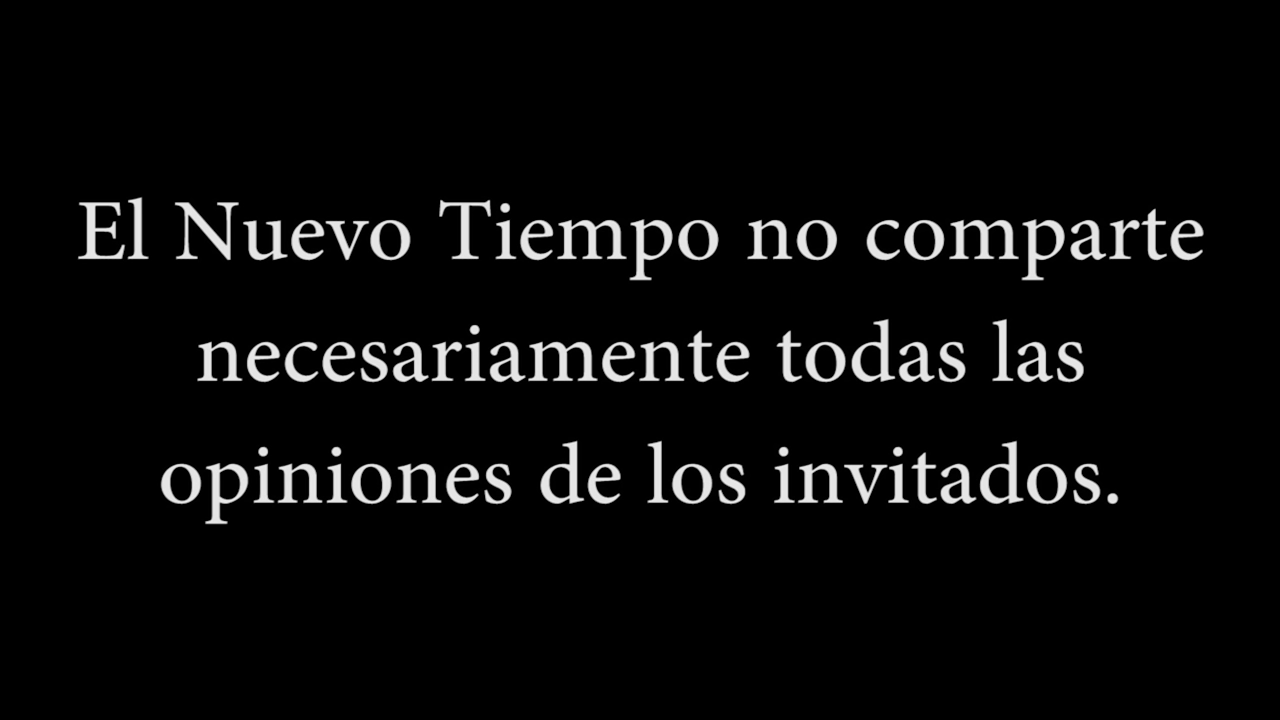 El Nuevo Tiempo no comparte
necesariamente todas las
opiniones de los invitados.